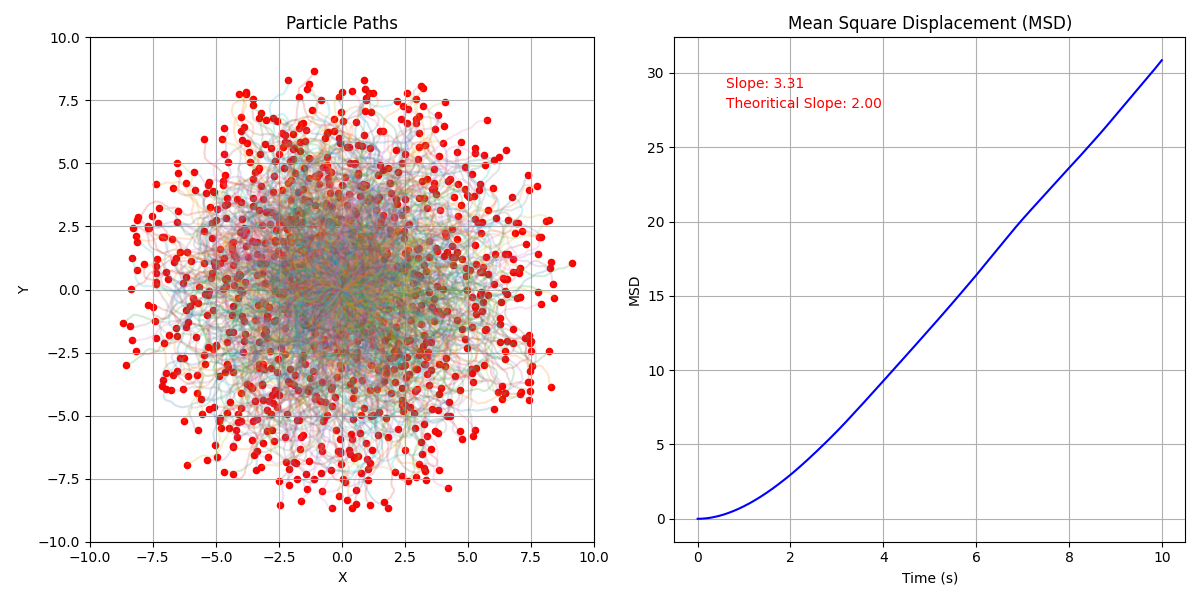 Particle Paths
10.0
7.5
5.0
2.5
0.0
−2.5
−5.0
−7.5
−10.0
Y
−10.0 −7.5 −5.0 −2.5 0.0 2.5 5.0 7.5 10.0
X
Mean Square Displacement (MSD)
Slope: 3.31
Theoritical Slope: 2.00
30
25
20
15
10
5
0
MSD
0 2 4 6 8 10
Time (s)